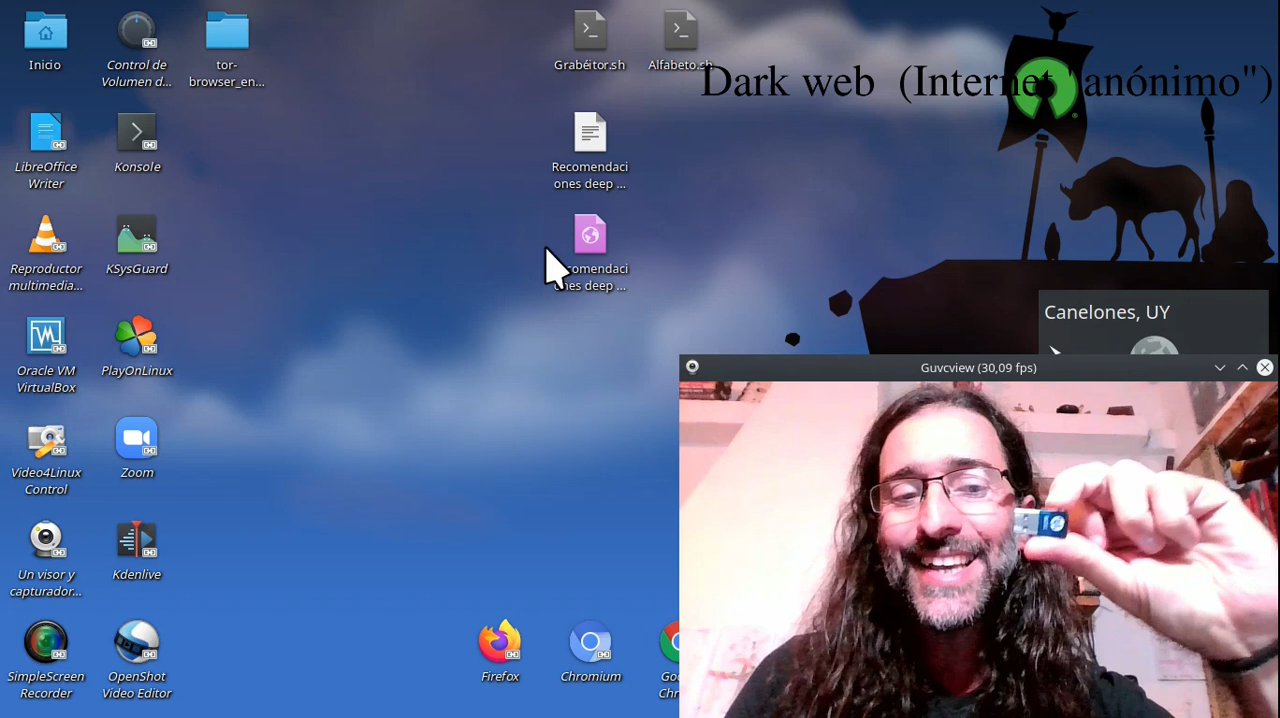 Inicio
Control de
Volumen d...
tor-
browser_en...
Grabéitor.sh
Alfabeto.sh
Dark web (Internet "anónimo")
LibreOffice
Writer
Konsole
Recomendaci
ones deep ...
Reproductor
multimedia...
KSysGuard
ones deep ...
Canelones, UY
Oracle VM
VirtualBox
PlayOnLinux
Guvcview (30,09 fps)
Video4Linux
Control
Zoom
Un visor y
capturador...
Kdenlive
SimpleScreen
Recorder
OpenShot
Video Editor
Firefox
Chromium